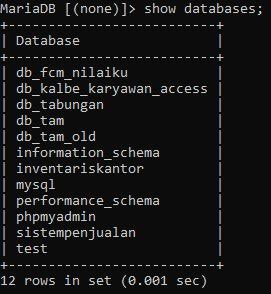 MariaDB [(none)]> show databases;
+--------------------------+
| Database                 |
+--------------------------+
| db_fcm_nilaiku           |
| db_kalbe_karyawan_access |
| db_tabungan              |
| db_tam                   |
| db_tam_old               |
| information_schema       |
| inventariskantor         |
| mysql                    |
| performance_schema       |
| phpmyadmin               |
| sistempenjualan          |
| test                     |
+--------------------------+
12 rows in set (0.001 sec)